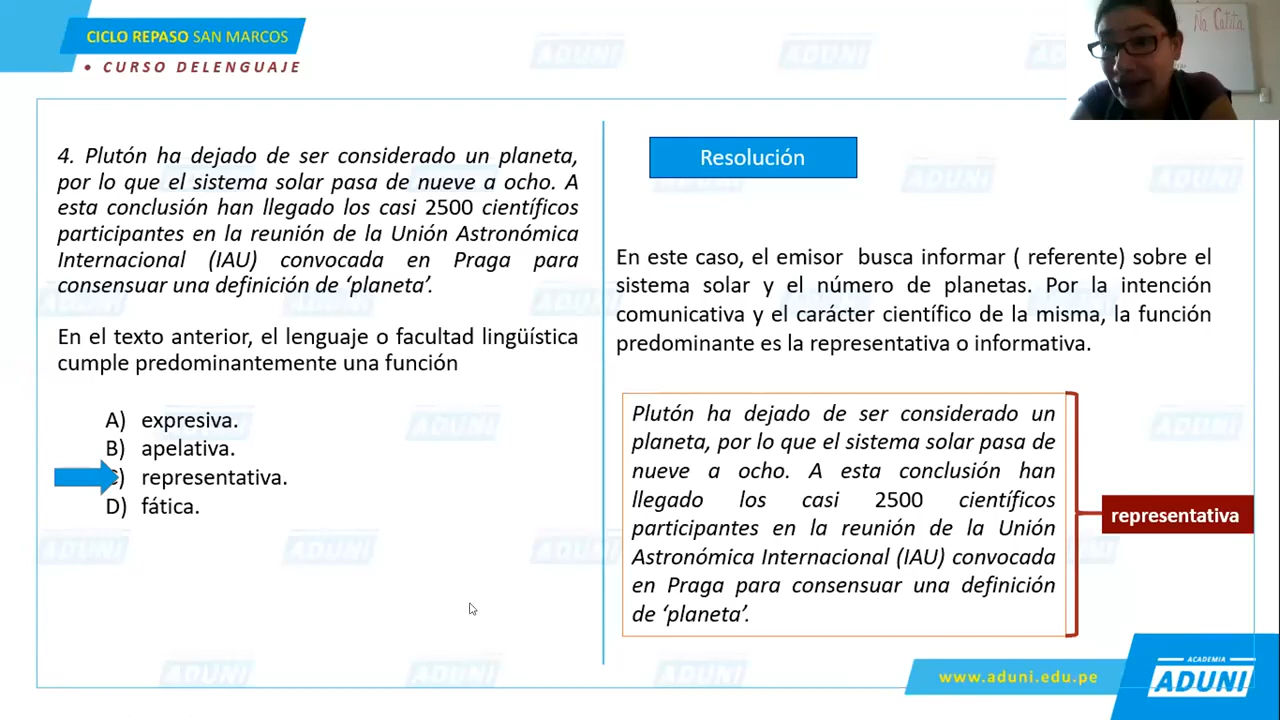 CICLO REPASO SAN MARCOS
• CURSO DELENGUAJE
Ña Catita
4. Plutón ha dejado de ser considerado un planeta,
por lo que el sistema solar pasa de nueve a ocho. A
esta conclusión han llegado los casi 2500 científicos
participantes en la reunión de la Unión Astronómica
Internacional (IAU) convocada en Praga para
consensuar una definición de ‘planeta’.
En el texto anterior, el lenguaje o facultad lingüística
cumple predominantemente una función
A) expresiva.
B) apelativa.
) representativa.
D) fática.
Resolución
En este caso, el emisor busca informar ( referente) sobre el
sistema solar y el número de planetas. Por la intención
comunicativa y el carácter científico de la misma, la función
predominante es la representativa o informativa.
Plutón ha dejado de ser considerado un
planeta, por lo que el sistema solar pasa de
nueve a ocho. A esta conclusión han
llegado los casi 2500 científicos
participantes en la reunión de la Unión
Astronómica Internacional (IAU) convocada
en Praga para consensuar una definición
de ‘planeta’.
representativa
www.aduni.edu.pe
ACADEMIA
ADUNI